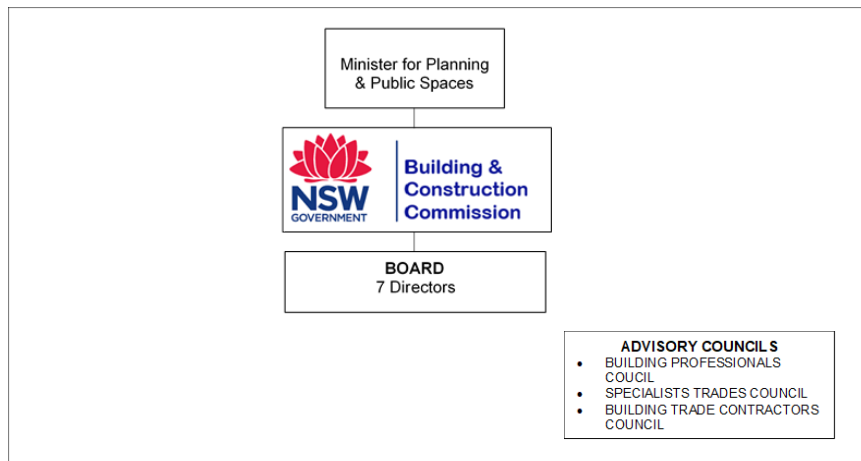 Minister for Planning
& Public Spaces
NSW
GOVERNMENT
Building &
Construction
Commission
BOARD
7 Directors
ADVISORY COUNCILS
• BUILDING PROFESSIONALS
COUCIL
• SPECIALISTS TRADES COUNCIL
• BUILDING TRADE CONTRACTORS
COUNCIL